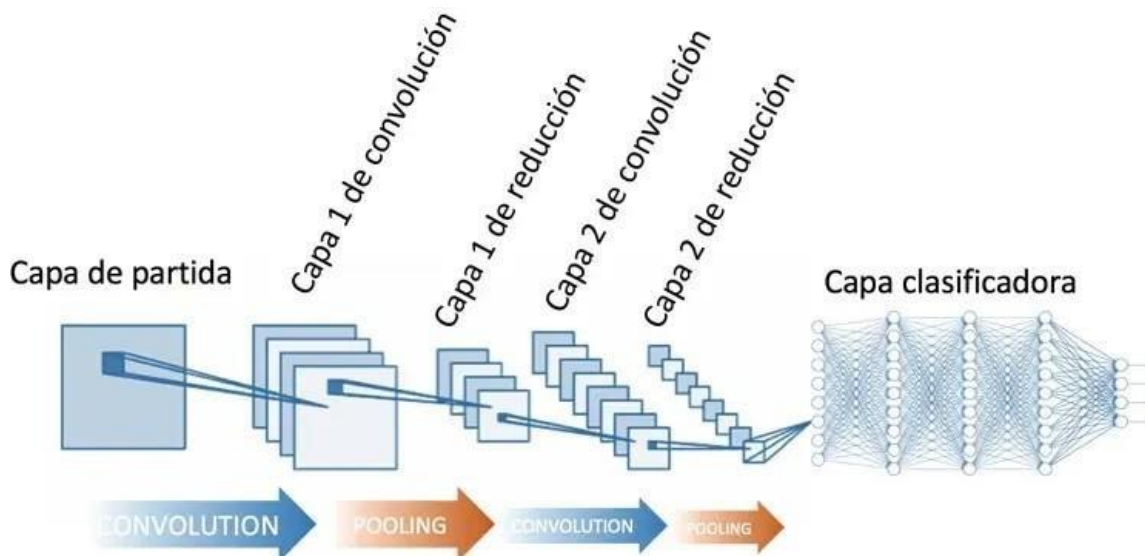 Capa de partida
Capa 1 de convolución
Capa 1 de reducción
Capa 2 de convolución
Capa 2 de reducción
Capa clasificadora
CONVOLUTION
POOLING
CONVOLUTION
POOLING